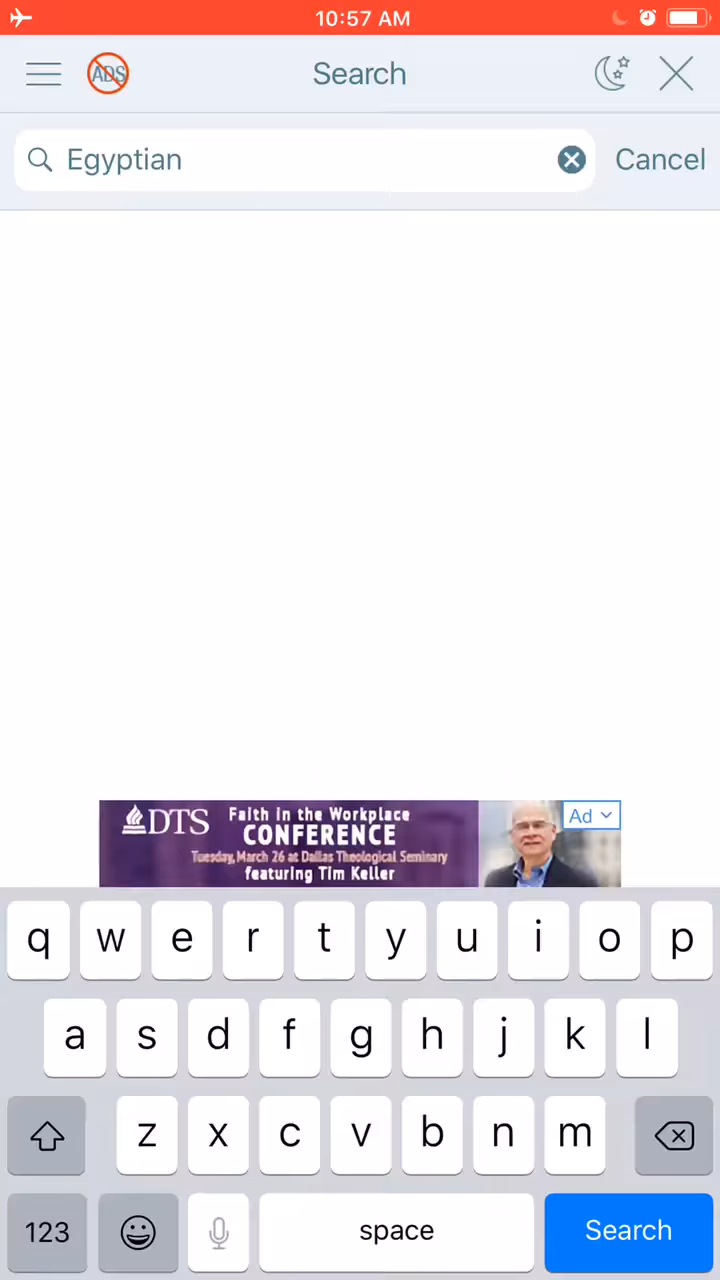 10:57 AM
ADS
Search
Egyptian
Cancel
DTS
Faith in the Workplace
CONFERENCE
Tuesday, March 26 at Dallas Theological Seminary
featuring Tim Keller
Ad
q w e r t y u i o p
a s d f g h j k l
z x c v b n m
123
space
Search